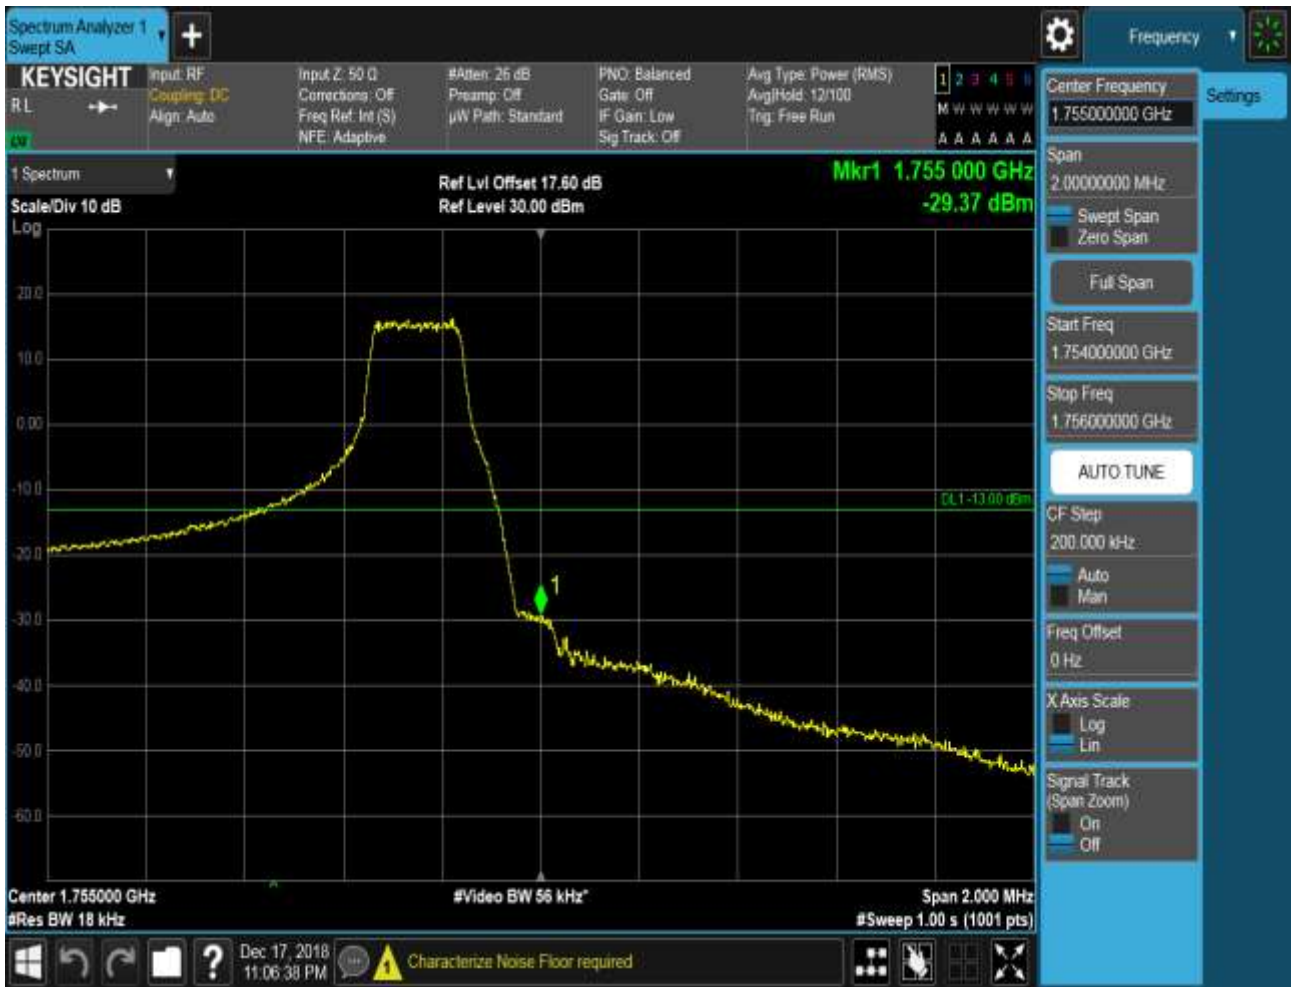 Spectrum Analyzer 1
Swept SA
Frequency
KEYSIGHT
R L
Input: RF
Coupling: DC
Align: Auto
Input Z: 50 Ω
Corrections: Off
Freq Ref: Int (S)
NFE: Adaptive
#Atten: 26 dB
Preamp: Off
µW Path: Standard
PNO: Balanced
Gate: Off
IF Gain: Low
Sig Track: Off
Avg Type: Power (RMS)
Avg|Hold: 12/100
Trig: Free Run
1 2 3 4 5 6
M W W W W W
A A A A A A
1 Spectrum
Scale/Div 10 dB
Log
Ref Lvl Offset 17.60 dB
Ref Level 30.00 dBm
Mkr1 1.755 000 GHz
-29.37 dBm
20.0
10.0
0.00
-10.0
-20.0
-30.0
-40.0
-50.0
-60.0
DL1 -13.00 dBm
1
Center 1.755000 GHz
#Res BW 18 kHz
#Video BW 56 kHz*
Span 2.000 MHz
#Sweep 1.00 s (1001 pts)
Center Frequency
1.755000000 GHz
Settings
Span
2.00000000 MHz
Swept Span
Zero Span
Full Span
Start Freq
1.754000000 GHz
Stop Freq
1.756000000 GHz
AUTO TUNE
CF Step
200.000 kHz
Auto
Man
Freq Offset
0 Hz
X Axis Scale
Log
Lin
Signal Track
(Span Zoom)
On
Off
?
Dec 17, 2018
11:06:38 PM
1
Characterize Noise Floor required